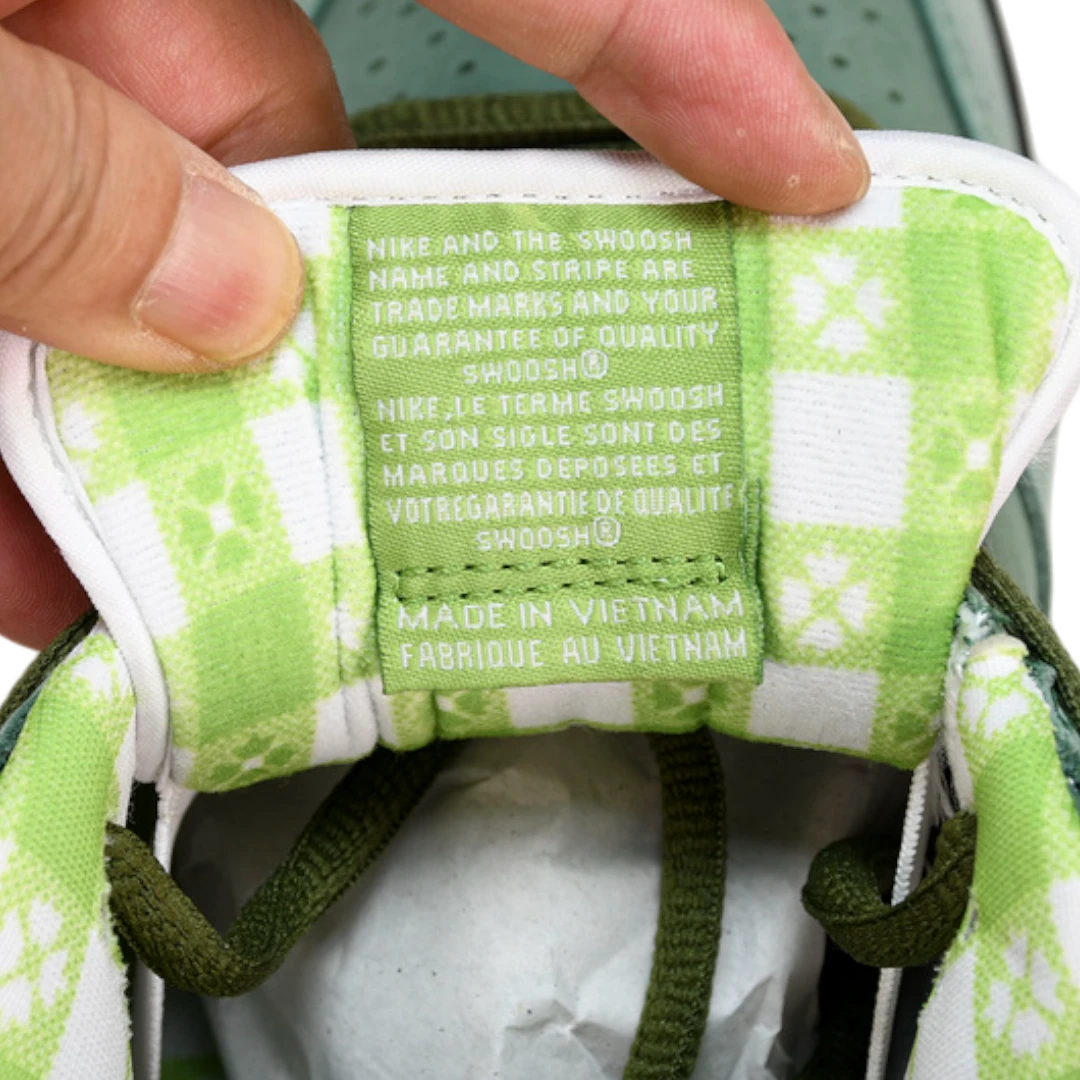 NIKE AND THE SWOOSH
NAME AND STRIPE ARE
TRADE MARKS AND YOUR
GUARANTEE OF QUALITY
SWOOSH®
NIKE,LE TERME SWOOSH
ET SON SIGLE SONT DES
MARQUES DEPOSEES ET
VOTREGARANTIE DE QUALITE
SWOOSH®
MADE IN VIETNAM
FABRIQUE AU VIETNAM